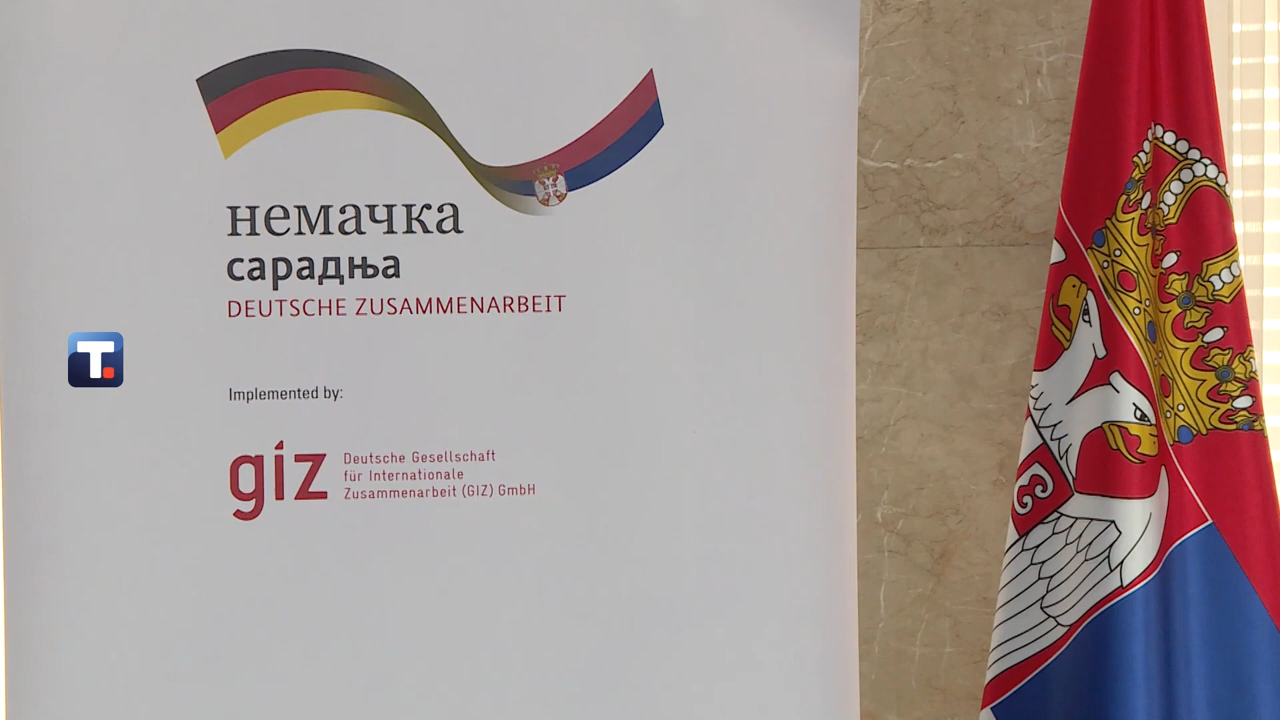 немачка
сарадња
DEUTSCHE ZUSAMMENARBEIT
T.
Implemented by:
giz
Deutsche Gesellschaft
für Internationale
Zusammenarbeit (GIZ) GmbH